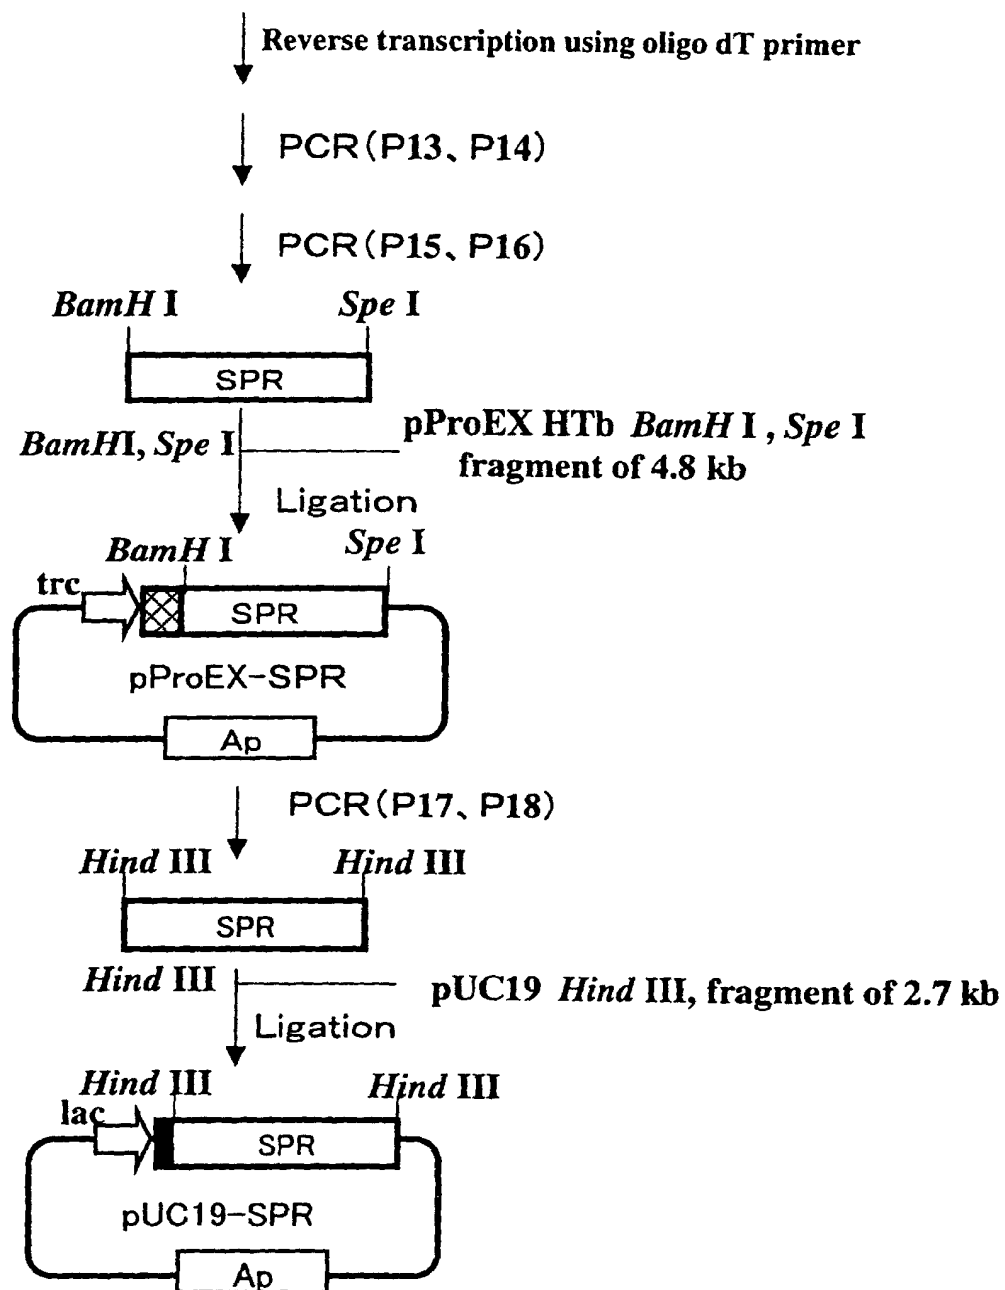 Reverse transcription using oligo dT primer
PCR(P13、P14)
PCR(P15、P16)
BamH I
Spe I
SPR
BamHI, Spe I
pProEX HTb BamH I , Spe I
fragment of 4.8 kb
Ligation
BamH I
Spe I
trc
SPR
pProEX-SPR
Ap
PCR(P17、P18)
Hind III
Hind III
SPR
Hind III
pUC19 Hind III, fragment of 2.7 kb
Ligation
Hind III
Hind III
lac
SPR
pUC19-SPR
Ap